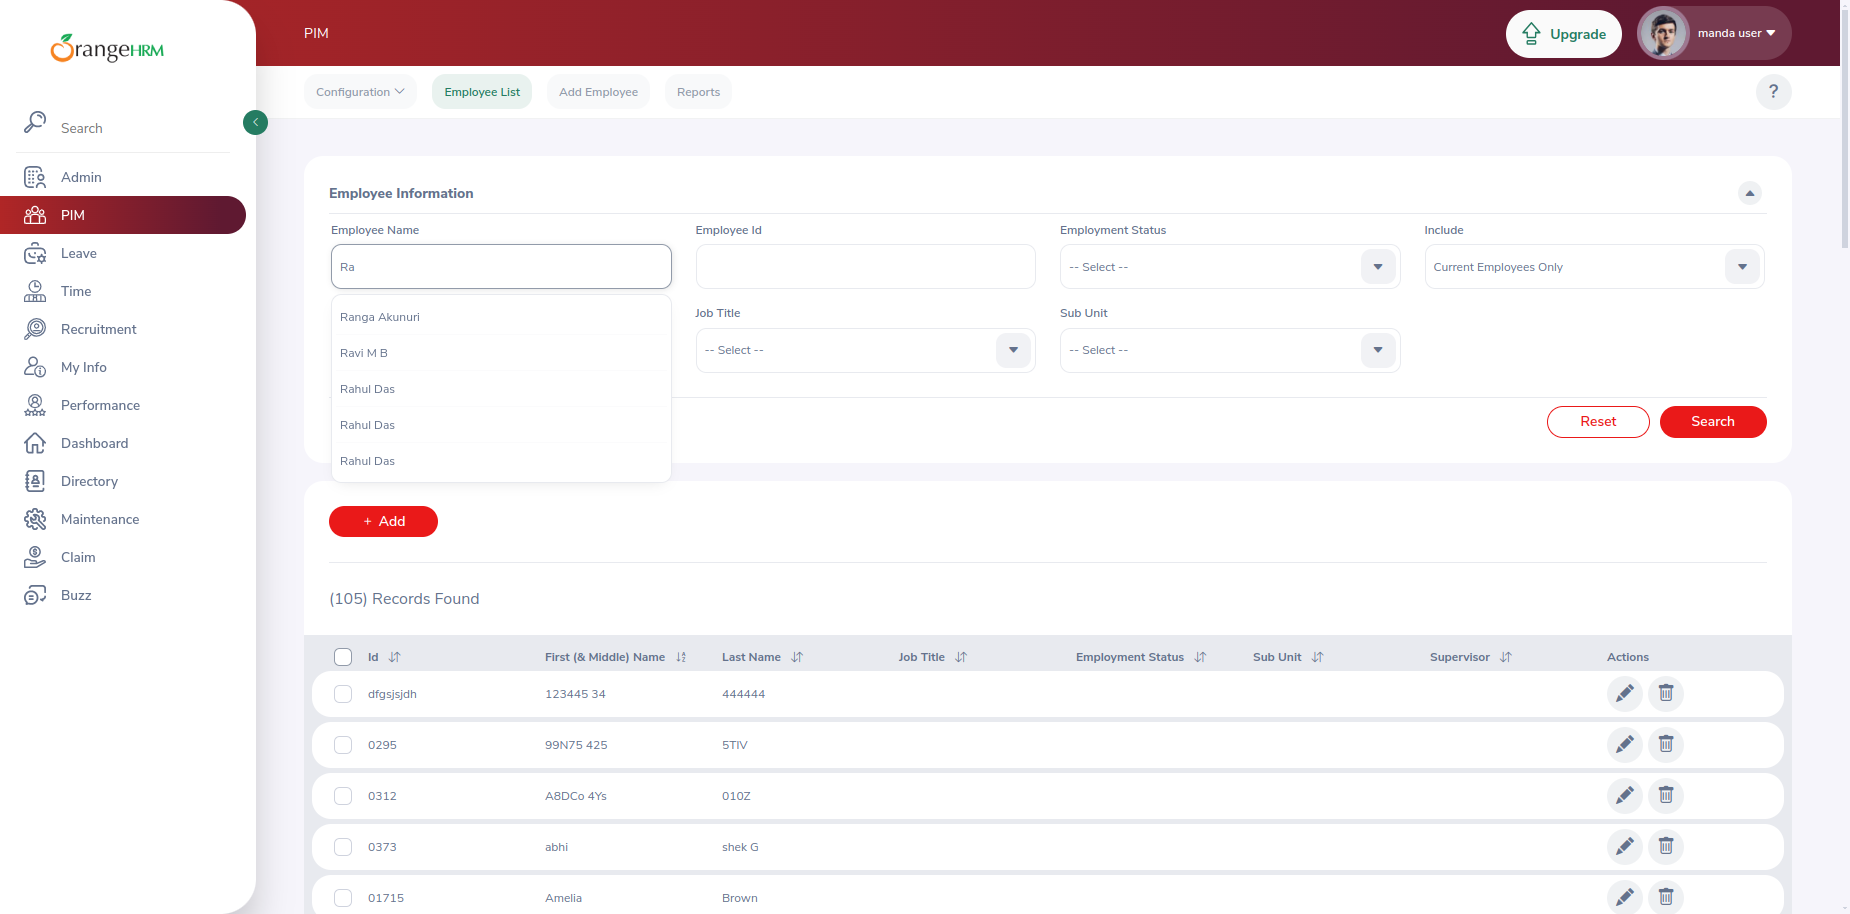 OrangeHRM
PIM
Upgrade
manda user
Configuration
Employee List
Add Employee
Reports
?
Search
Admin
PIM
Leave
Time
Recruitment
My Info
Performance
Dashboard
Directory
Maintenance
Claim
Buzz
Employee Information
Employee Name
Employee Id
Employment Status
Include
Ra
-- Select --
Current Employees Only
Ranga Akunuri
Ravi M B
Rahul Das
Rahul Das
Rahul Das
Job Title
Sub Unit
-- Select --
-- Select --
Reset
Search
+ Add
(105) Records Found
Id First (& Middle) Name Last Name Job Title Employment Status Sub Unit Supervisor Actions
dfgsjsjdh 123445 34 444444
0295 99N75 425 5TIV
0312 A8DCo 4Ys 010Z
0373 abhi shek G
01715 Amelia Brown